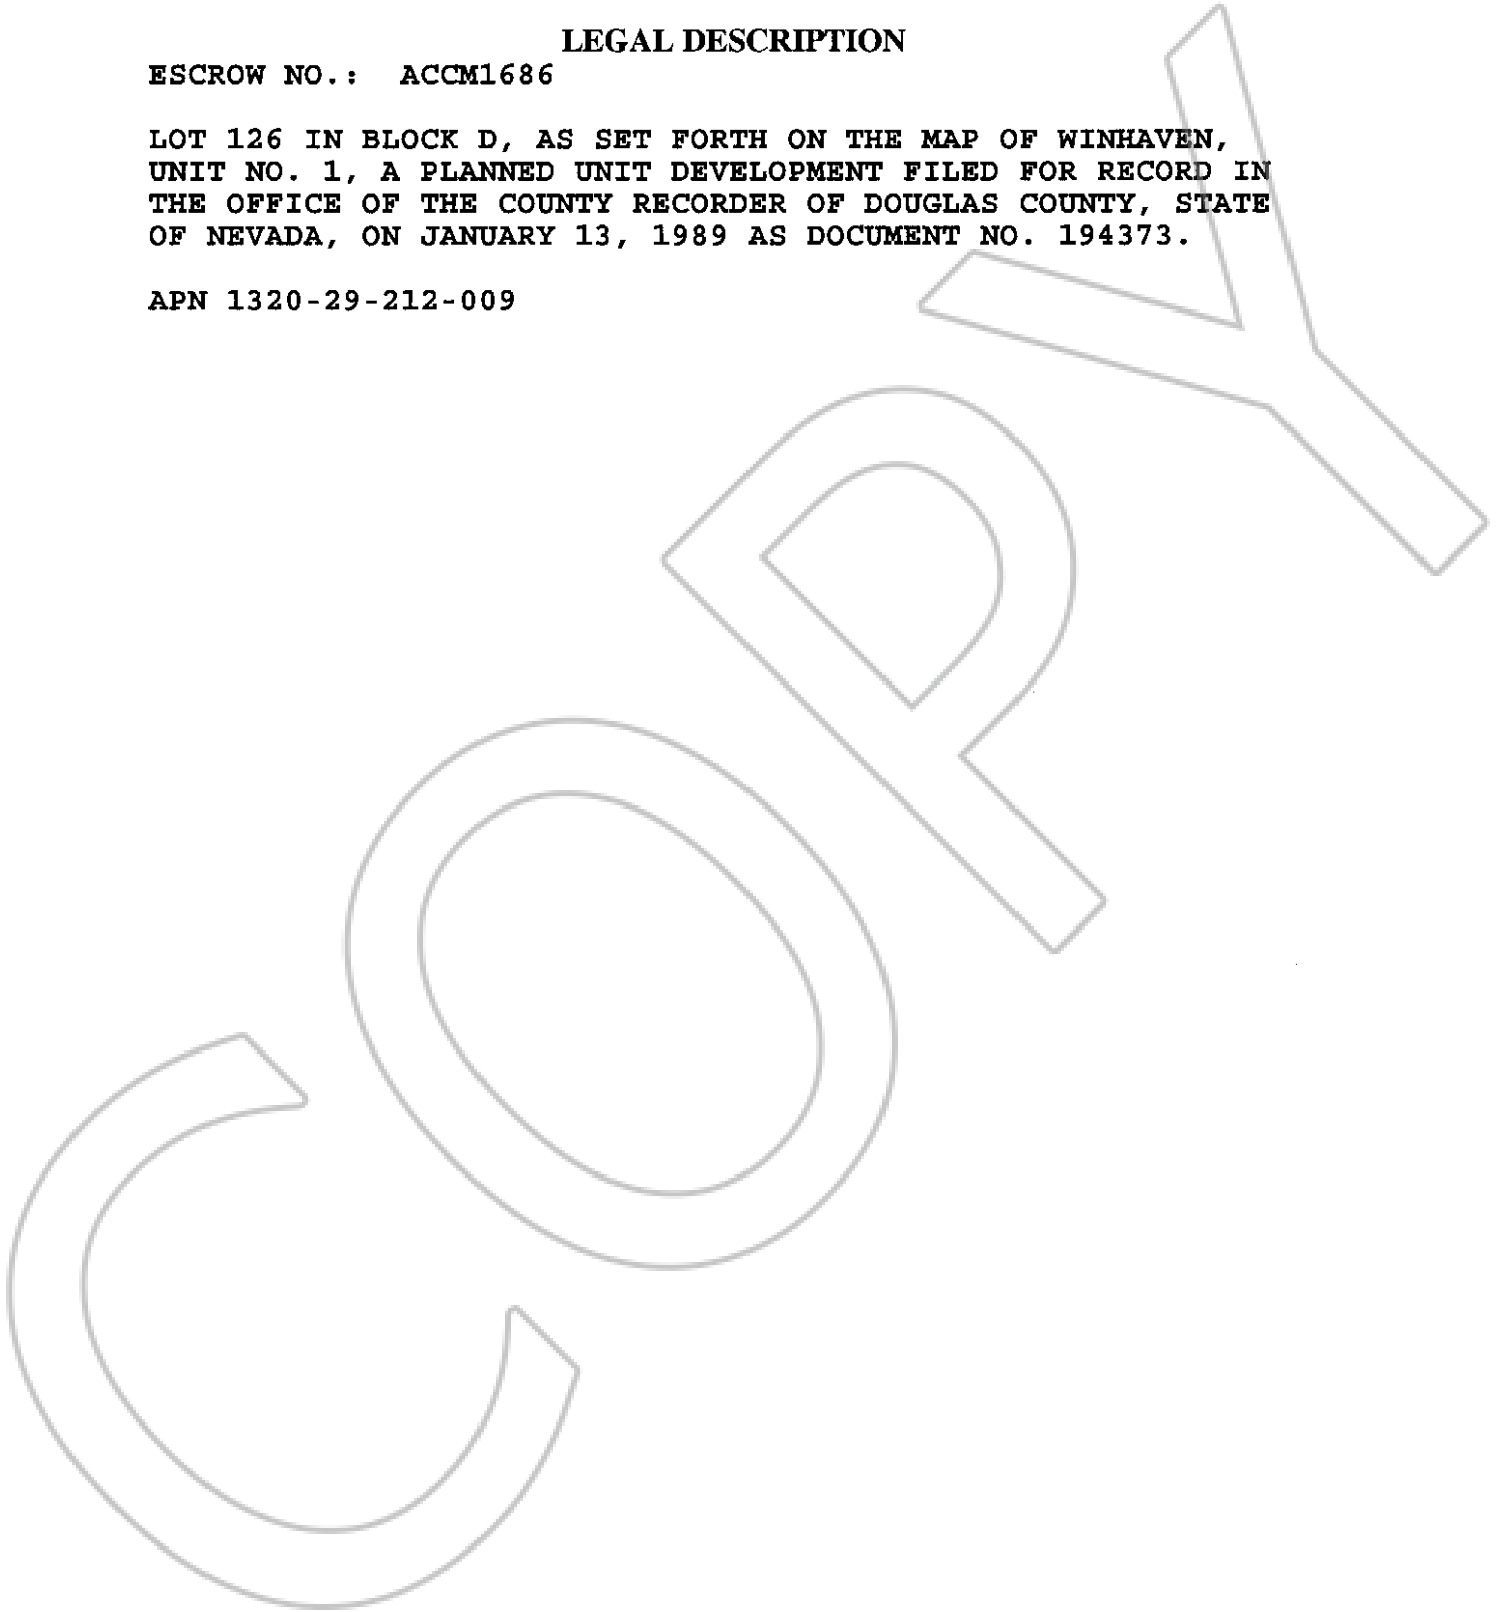 LEGAL DESCRIPTION
ESCROW NO.: ACCM1686
LOT 126 IN BLOCK D, AS SET FORTH ON THE MAP OF WINHAVEN,
UNIT NO. 1, A PLANNED UNIT DEVELOPMENT FILED FOR RECORD IN
THE OFFICE OF THE COUNTY RECORDER OF DOUGLAS COUNTY, STATE
OF NEVADA, ON JANUARY 13, 1989 AS DOCUMENT NO. 194373.
APN 1320-29-212-009
COPY